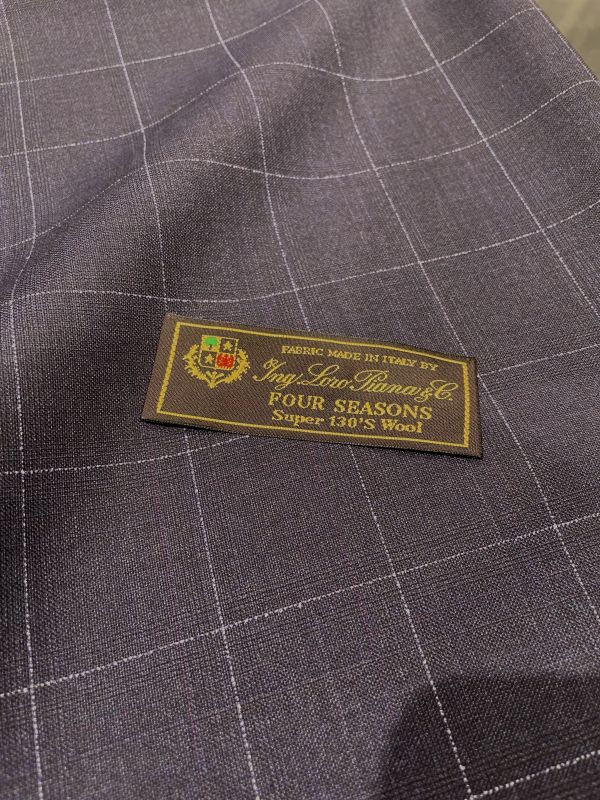 FABRIC MADE IN ITALY BY
Ing. Loro Piana & C.
FOUR SEASONS
Super 130'S Wool